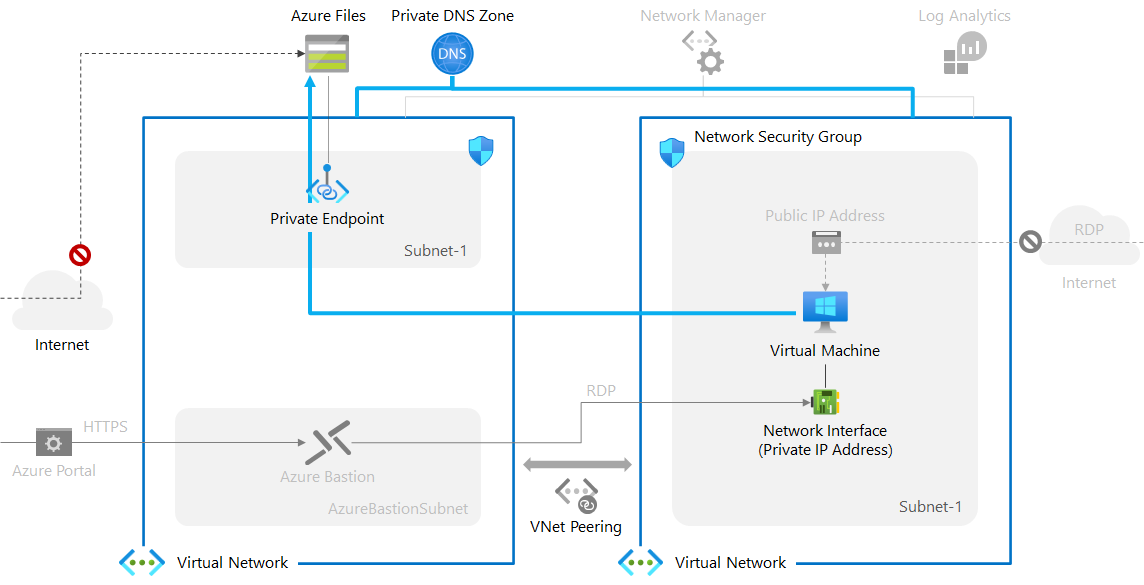 Azure Files
Private DNS Zone
Network Manager
Log Analytics
DNS
Network Security Group
Private Endpoint
Subnet-1
Public IP Address
RDP
Internet
Internet
Virtual Machine
RDP
HTTPS
Azure Portal
Azure Bastion
AzureBastionSubnet
Network Interface
(Private IP Address)
Subnet-1
VNet Peering
Virtual Network
Virtual Network